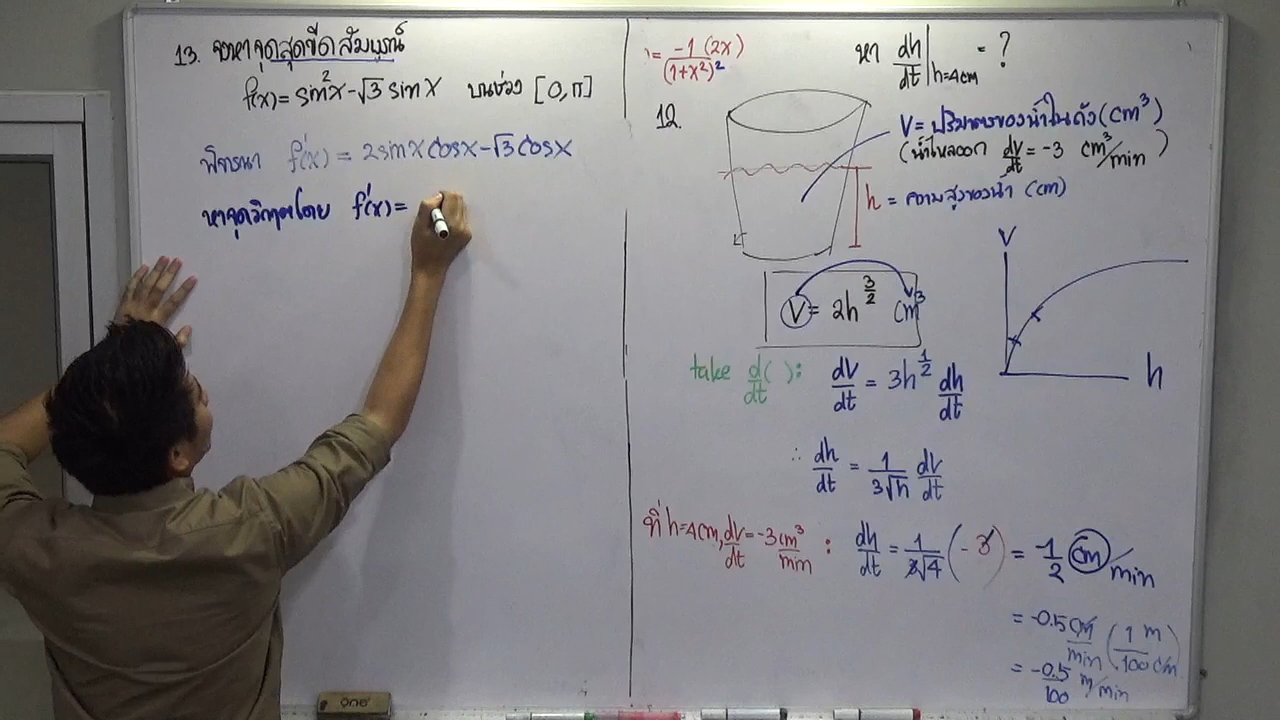 13. จงหาจุดสุดขีดสัมบูรณ์
f(x) = sin²x - √3 sin x บนช่วง [0, π]
พิจารณา f'(x) = 2sin x cos x - √3 cos x
หาจุดวิกฤตโดย f'(x) =
= -1 (2x) / (1+x²)²
หา dh/dt | h=4cm = ?
12.
V = ปริมาตรของน้ำในถัง (cm³)
(น้ำไหลออก dv/dt = -3 cm³/min )
h = ความสูงของน้ำ (cm)
V = 2h^(3/2) cm³
V
h
take d/dt( ): dV/dt = 3h^(1/2) dh/dt
∴ dh/dt = 1/(3√h) dV/dt
ที่ h=4cm, dV/dt = -3 cm³/min : dh/dt = 1/(3√4) (-3) = -1/2 cm/min
= -0.5 cm/min (1 m/100 cm)
= -0.5/100 m/min
one